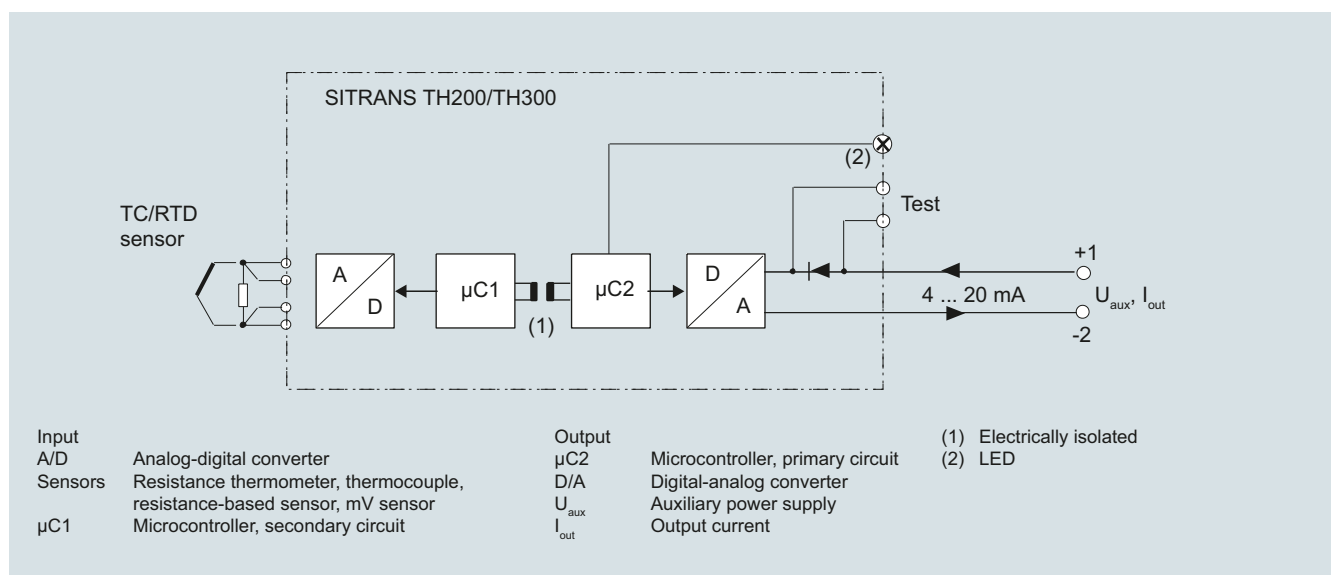 SITRANS TH200/TH300
(2)
Test
TC/RTD
sensor
A
D
µC1
(1)
µC2
D
A
+1
4 ... 20 mA
Uaux, Iout
-2
Input
A/D Analog-digital converter
Sensors Resistance thermometer, thermocouple,
resistance-based sensor, mV sensor
µC1 Microcontroller, secondary circuit
Output
µC2 Microcontroller, primary circuit
D/A Digital-analog converter
Uaux Auxiliary power supply
Iout Output current
(1) Electrically isolated
(2) LED